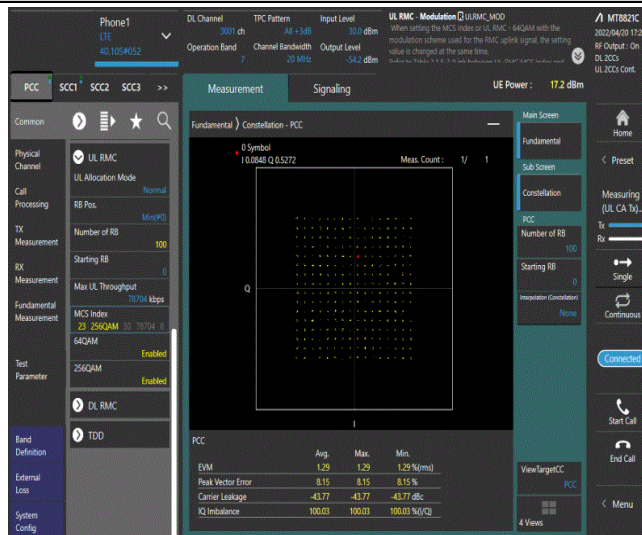 Phone1
LTE
40.105#052
DL Channel
3001 ch
TPC Pattern
All +3dB
Input Level
30.0 dBm
Operation Band
7
Channel Bandwidth
20 MHz
Output Level
-54.2 dBm
UL RMC - Modulation ULRMC_MOD
When setting the MCS Index or UL RMC - 64QAM with the
modulation scheme used for the RMC uplink signal, the setting
value is changed at the same time.
MT8821C
2022/04/20 17:2
RF Output : On
DL 2CCs
UL 2CCs Cont.
PCC SCC1 SCC2 SCC3 >>
Measurement
Signaling
UE Power : 17.2 dBm
Common
Physical
Channel
Call
Processing
TX
Measurement
RX
Measurement
Fundamental
Measurement
Test
Parameter
Band
Definition
External
Loss
System
Config
UL RMC
UL Allocation Mode
Normal
RB Pos.
Min(#0)
Number of RB
100
Starting RB
0
Max UL Throughput
78704 kbps
MCS Index
23 256QAM 30 78704 8
64QAM
Enabled
256QAM
Enabled
DL RMC
TDD
Fundamental Constellation - PCC
0 Symbol
I 0.0848 Q 0.5272
Meas. Count : 1/ 1
Q
I
PCC
Avg. Max. Min.
EVM 1.29 1.29 1.29 %(rms)
Peak Vector Error 8.15 8.15 8.15 %
Carrier Leakage -43.77 -43.77 -43.77 dBc
IQ Imbalance 100.03 100.03 100.03 %(I/Q)
Main Screen
Fundamental
Sub Screen
Constellation
PCC
Number of RB
100
Starting RB
0
Interpolation (Constellation)
None
ViewTargetCC
PCC
4 Views
Home
Preset
Measuring
(UL CA Tx)..
Tx
Rx
Single
Continuous
Connected
Start Call
End Call
Menu